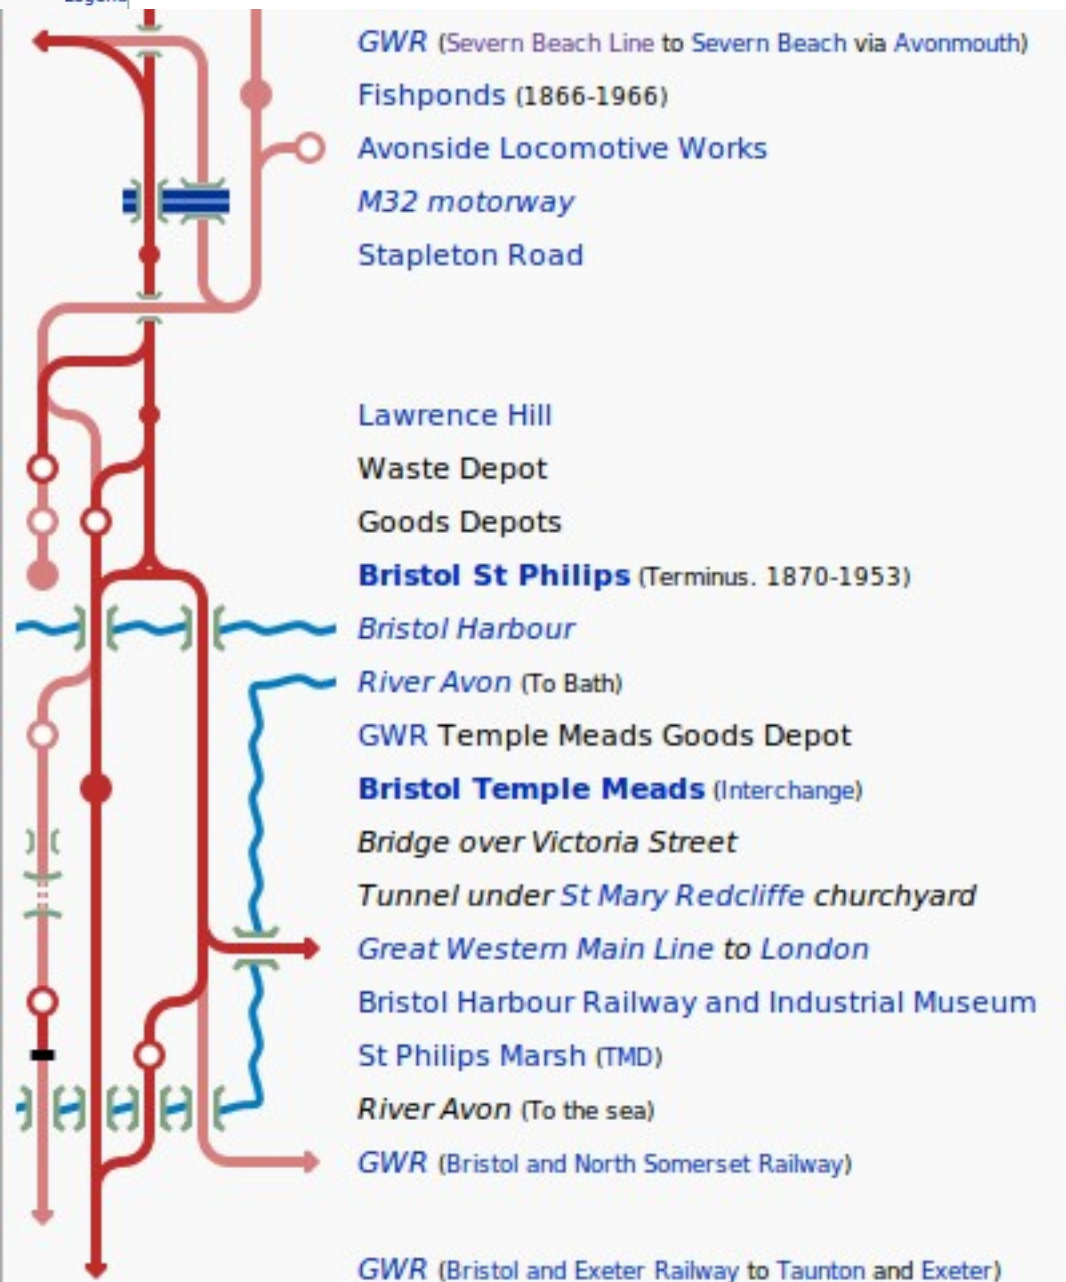 GWR (Severn Beach Line to Severn Beach via Avonmouth)
Fishponds (1866-1966)
Avonside Locomotive Works
M32 motorway
Stapleton Road
Lawrence Hill
Waste Depot
Goods Depots
Bristol St Philips (Terminus. 1870-1953)
Bristol Harbour
River Avon (To Bath)
GWR Temple Meads Goods Depot
Bristol Temple Meads (Interchange)
Bridge over Victoria Street
Tunnel under St Mary Redcliffe churchyard
Great Western Main Line to London
Bristol Harbour Railway and Industrial Museum
St Philips Marsh (TMD)
River Avon (To the sea)
GWR (Bristol and North Somerset Railway)
GWR (Bristol and Exeter Railway to Taunton and Exeter)